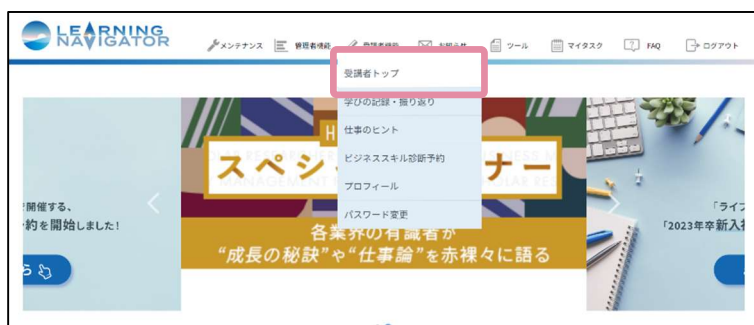 LEARNING
NAVIGATOR
メンテナンス
管理者機能
ツール
マイタスク
FAQ
ログアウト
受講者トップ
学びの記録・振り返り
仕事のヒント
ビジネススキル診断予約
プロフィール
パスワード変更
開催する、
約を開始しました!
スペシ
ナー
各業界の有識者が
“成長の秘訣”や“仕事論”を赤裸々に語る
「ライフ
「2023年卒新入社